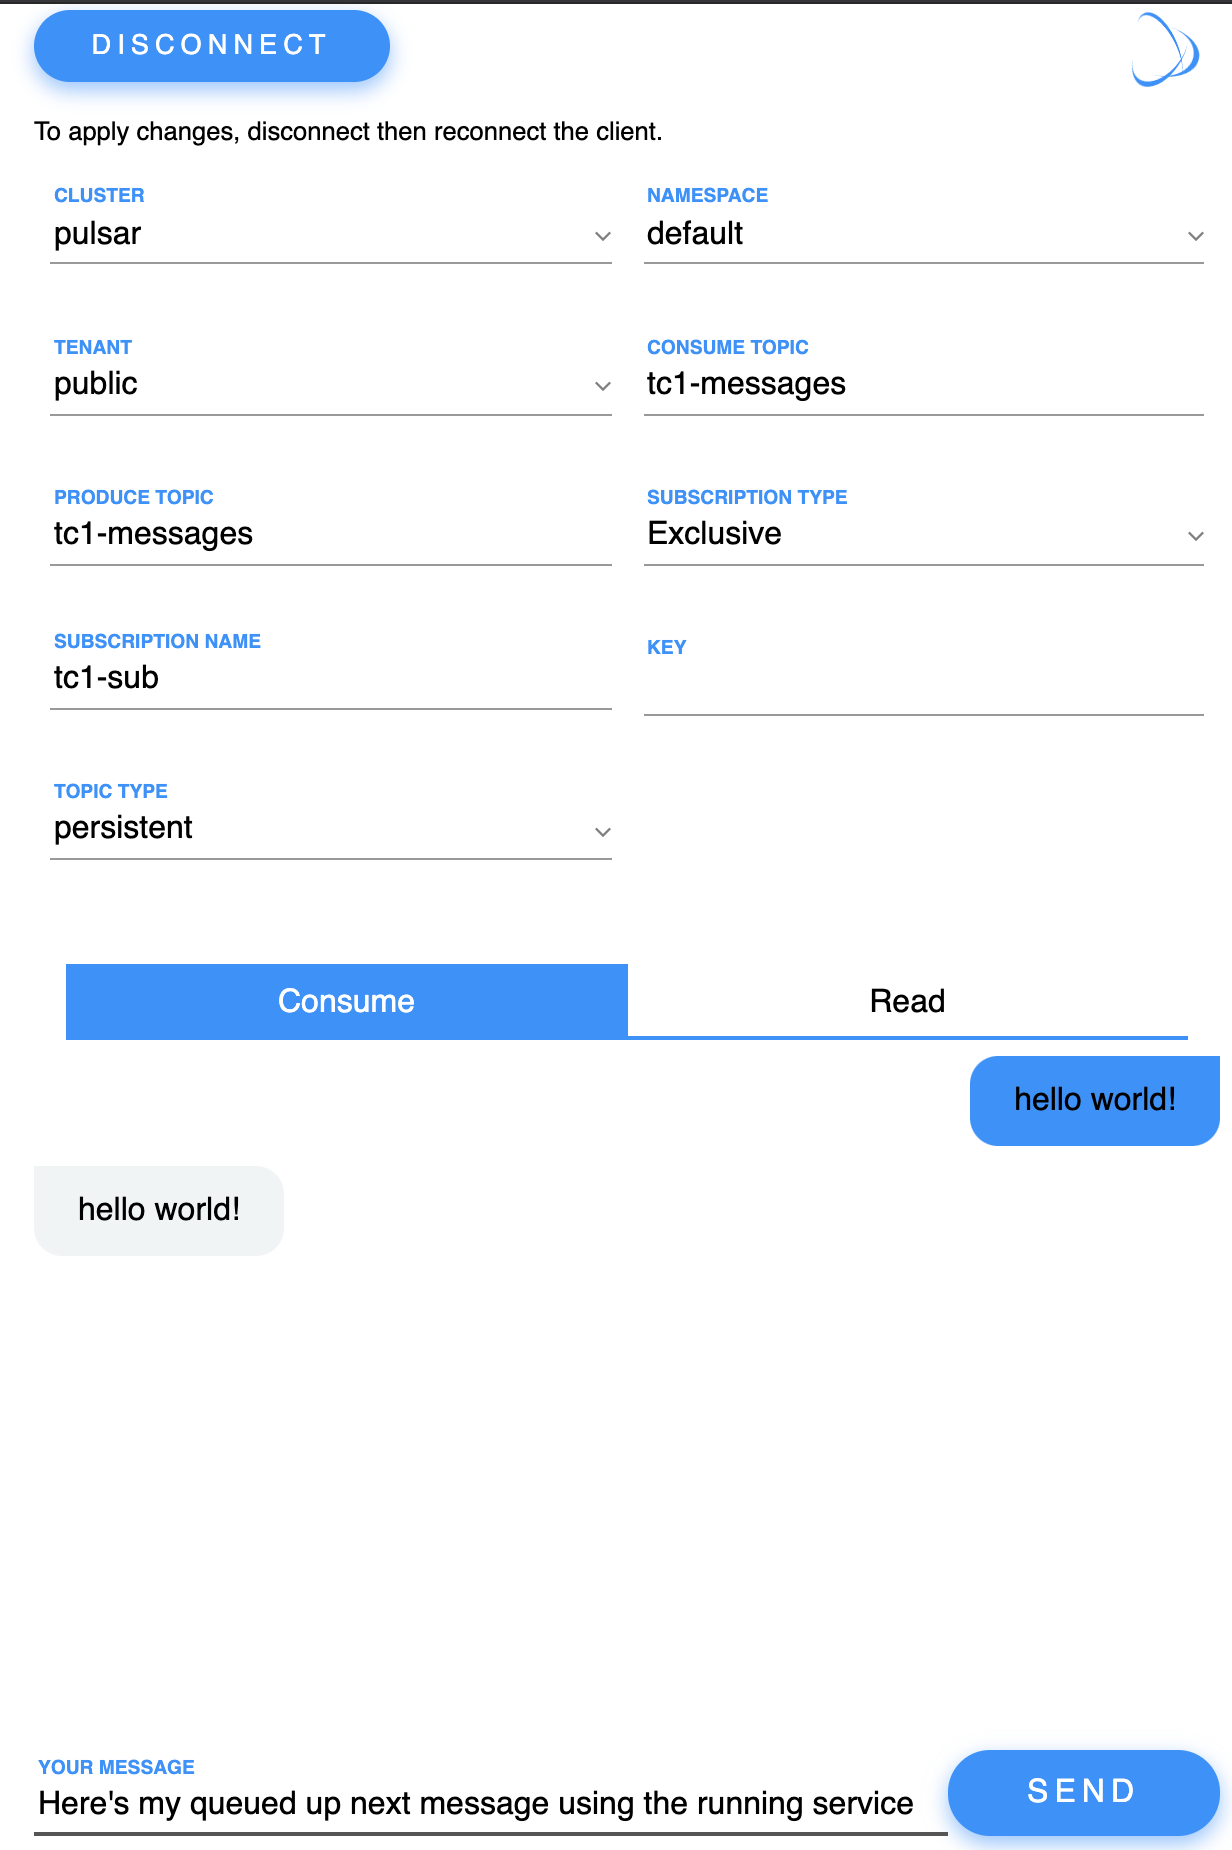 DISCONNECT
To apply changes, disconnect then reconnect the client.
CLUSTER
pulsar
NAMESPACE
default
TENANT
public
CONSUME TOPIC
tc1-messages
PRODUCE TOPIC
tc1-messages
SUBSCRIPTION TYPE
Exclusive
SUBSCRIPTION NAME
tc1-sub
KEY
TOPIC TYPE
persistent
Consume
Read
hello world!
hello world!
YOUR MESSAGE
Here's my queued up next message using the running service
SEND